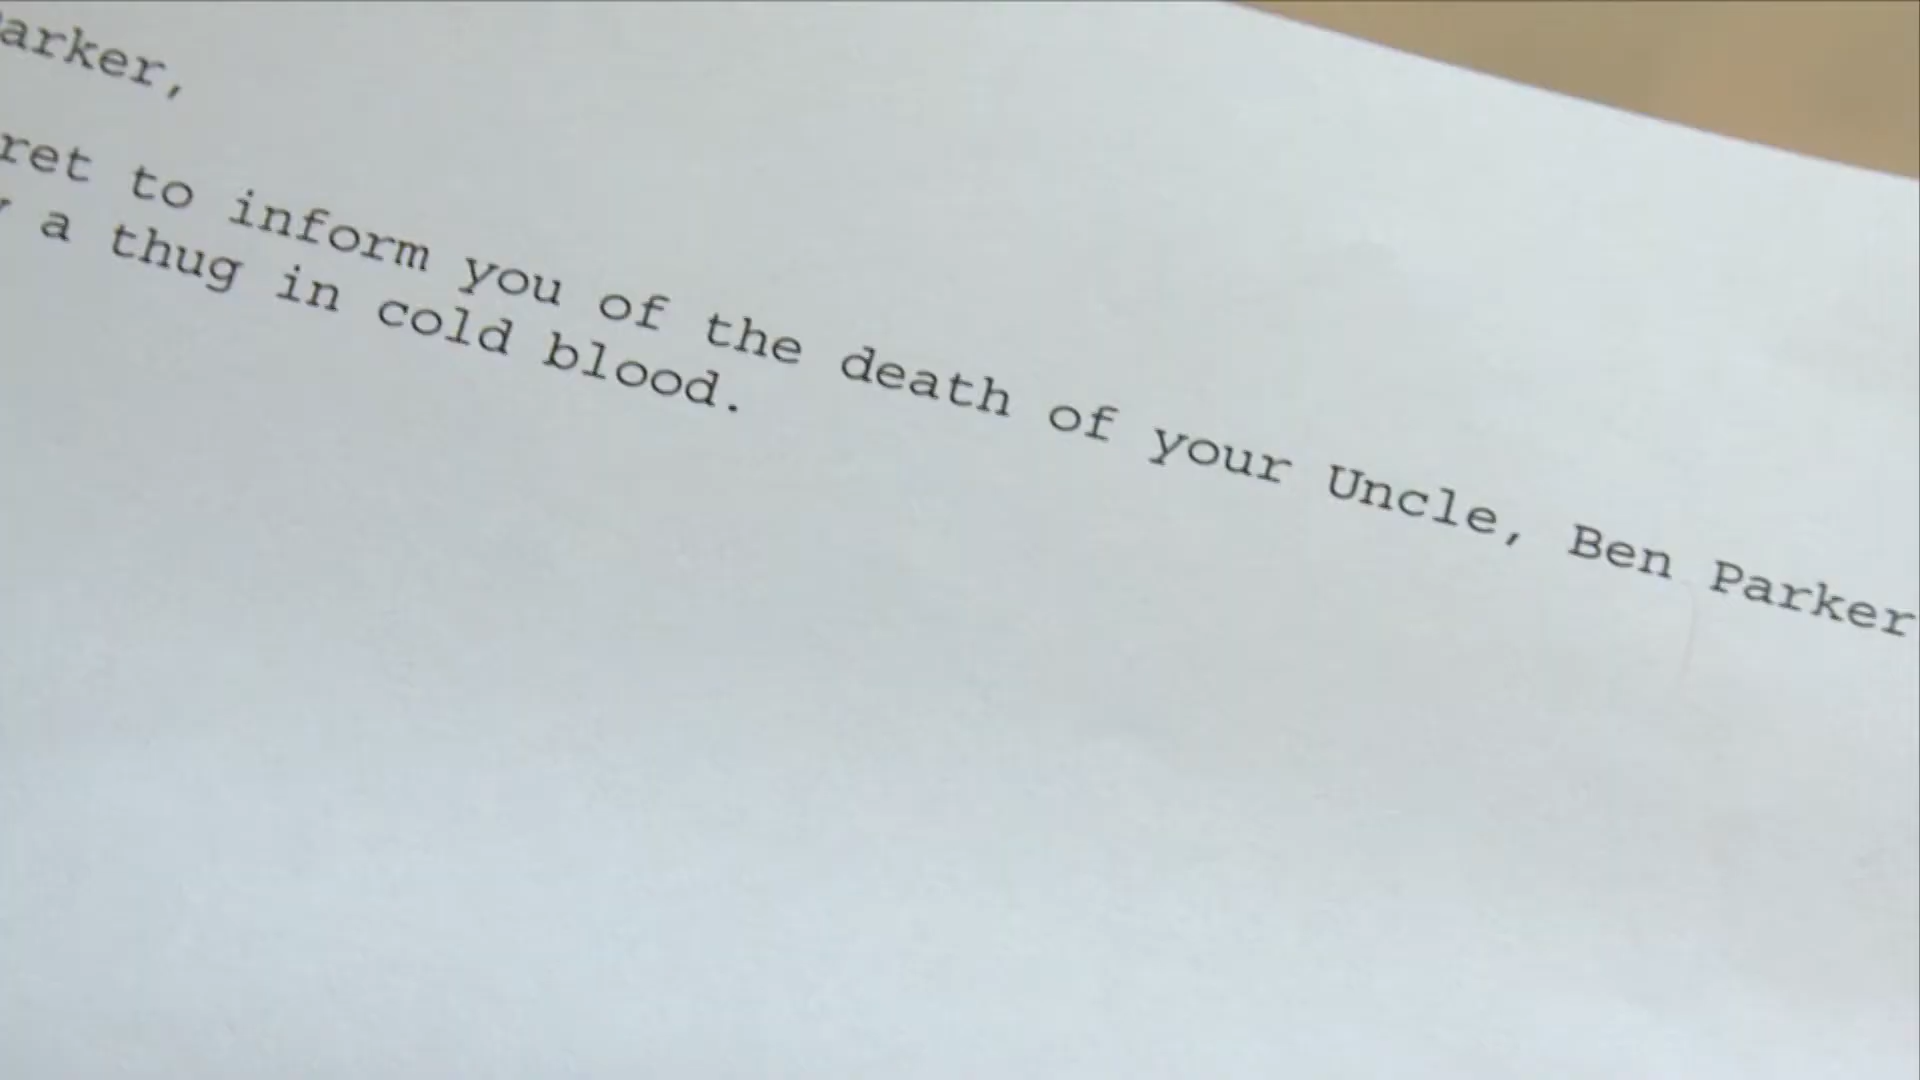 arker,
ret to inform you of the death of your Uncle, Ben Parker
a thug in cold blood.